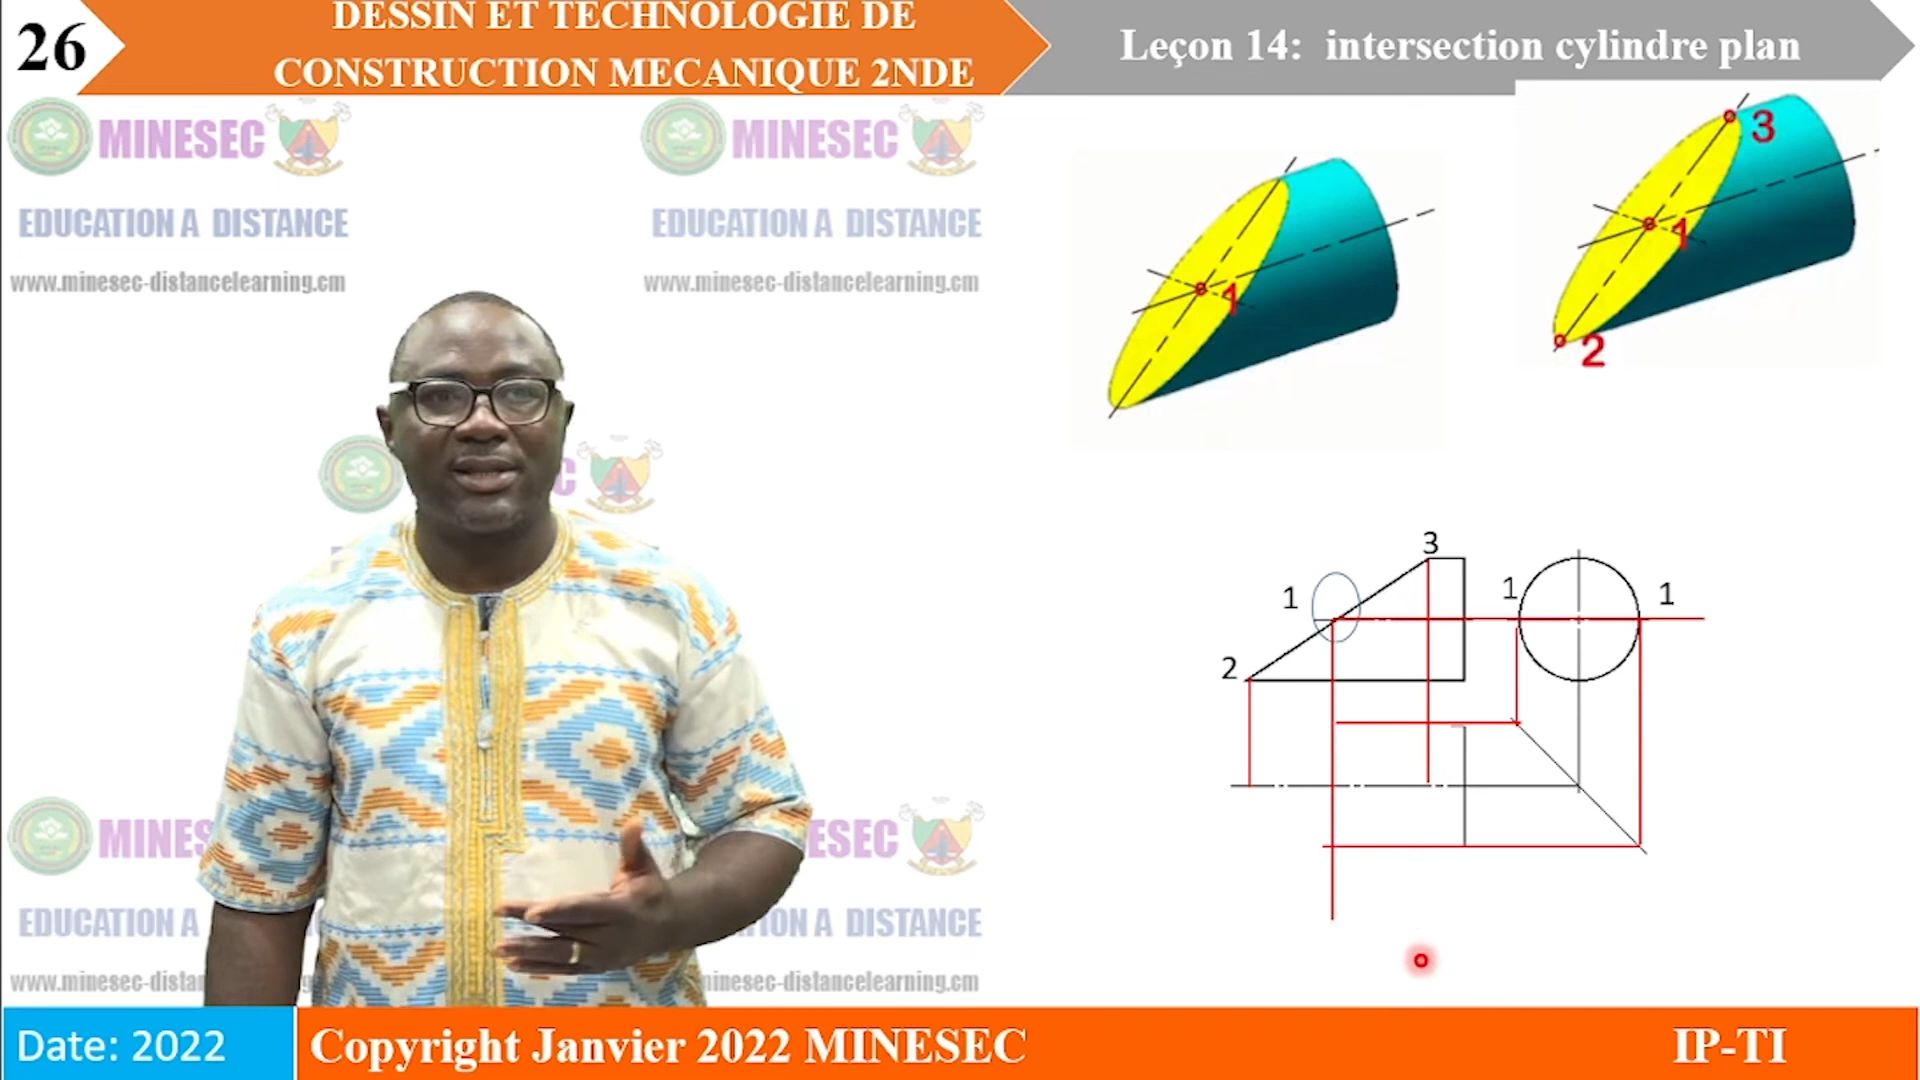 26
DESSIN ET TECHNOLOGIE DE
CONSTRUCTION MECANIQUE 2NDE
Leçon 14: intersection cylindre plan
MINESEC
EDUCATION A DISTANCE
www.minesec-distancelearning.cm
MINESEC
EDUCATION A DISTANCE
www.minesec-distancelearning.cm
1
3
1
2
3
1
2
1
1
C
MINES
EDUCATION A
www.minesec-distan
ESEC
TION A DISTANCE
minesec-distancelearning.cm
Date: 2022
Copyright Janvier 2022 MINESEC
IP-TI